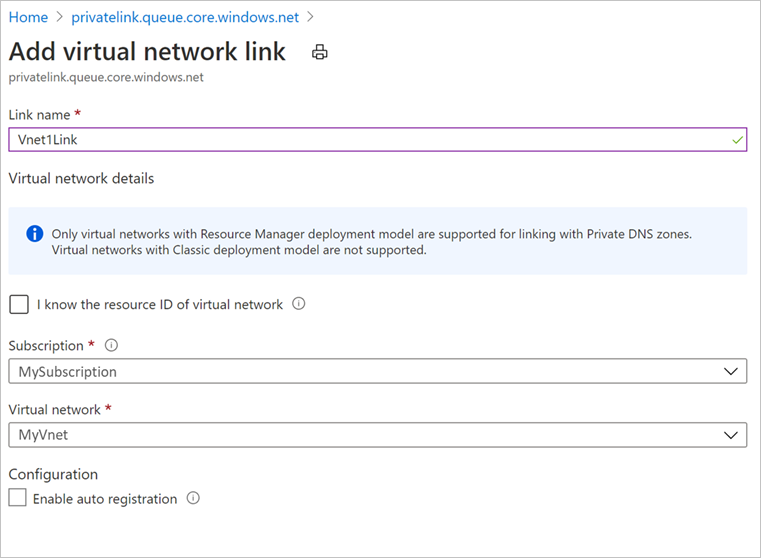 Home > privatelink.queue.core.windows.net >
Add virtual network link
privatelink.queue.core.windows.net
Link name *
Vnet1Link
Virtual network details
Only virtual networks with Resource Manager deployment model are supported for linking with Private DNS zones.
Virtual networks with Classic deployment model are not supported.
I know the resource ID of virtual network
Subscription *
MySubscription
Virtual network *
MyVnet
Configuration
Enable auto registration